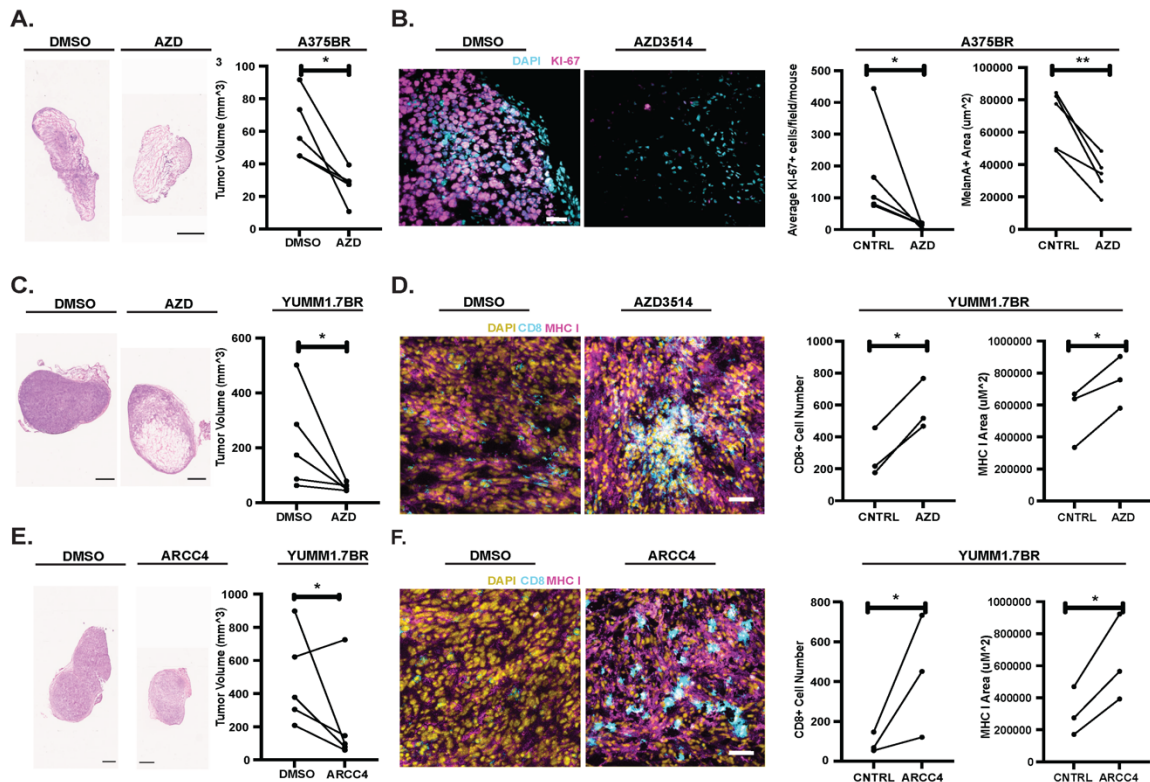 A.
DMSO AZD
3
A375BR
*
Tumor Volume (mm^3)
100
80
60
40
20
0
DMSO AZD
B.
DMSO AZD3514
DAPI KI-67
A375BR
*
Average KI-67+ cells/field/mouse
500
400
300
200
100
0
CNTRL AZD
**
MelanA+ Area (um^2)
100000
80000
60000
40000
20000
0
CNTRL AZD
C.
DMSO AZD
YUMM1.7BR
*
Tumor Volume (mm^3)
600
400
200
0
DMSO AZD
D.
DMSO AZD3514
DAPI CD8 MHC I
YUMM1.7BR
*
CD8+ Cell Number
1000
800
600
400
200
0
CNTRL AZD
*
MHC I Area (uM^2)
1000000
800000
600000
400000
200000
0
CNTRL AZD
E.
DMSO ARCC4
YUMM1.7BR
*
Tumor Volume (mm^3)
1000
800
600
400
200
0
DMSO ARCC4
F.
DMSO ARCC4
DAPI CD8 MHC I
YUMM1.7BR
*
CD8+ Cell Number
800
600
400
200
0
CNTRL ARCC4
*
MHC I Area (uM^2)
1000000
800000
600000
400000
200000
0
CNTRL ARCC4